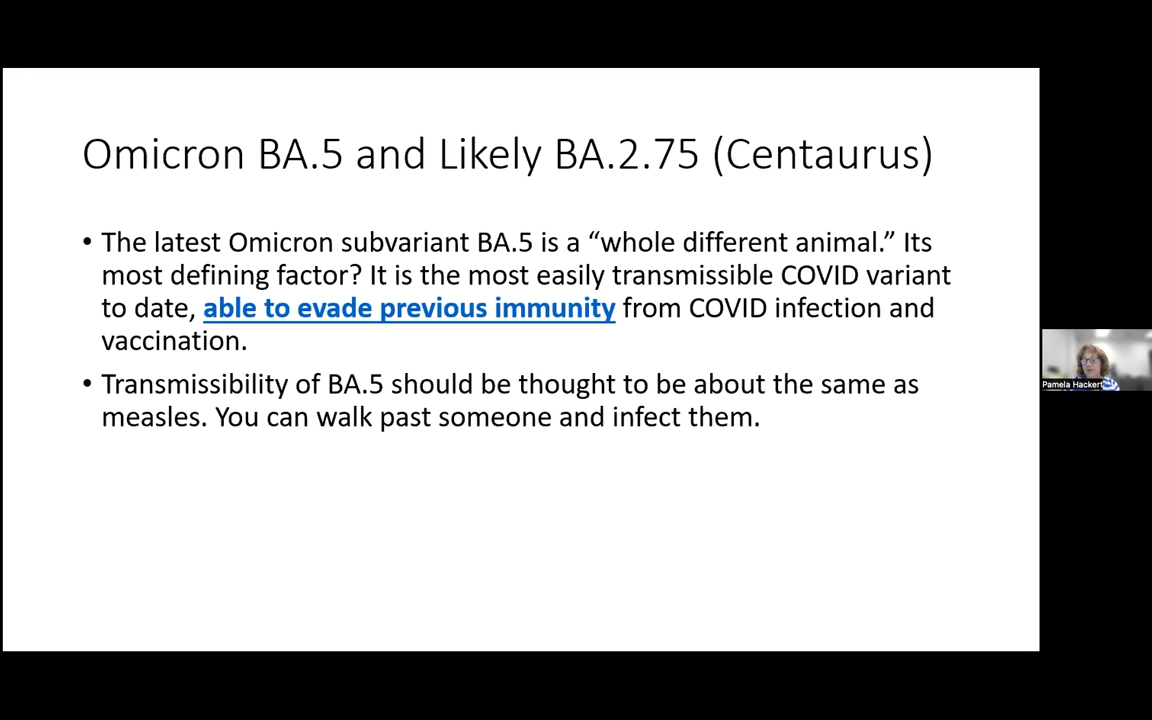 Omicron BA.5 and Likely BA.2.75 (Centaurus)
• The latest Omicron subvariant BA.5 is a “whole different animal.” Its
most defining factor? It is the most easily transmissible COVID variant
to date, able to evade previous immunity from COVID infection and
vaccination.
• Transmissibility of BA.5 should be thought to be about the same as
measles. You can walk past someone and infect them.
Pamela Hackert